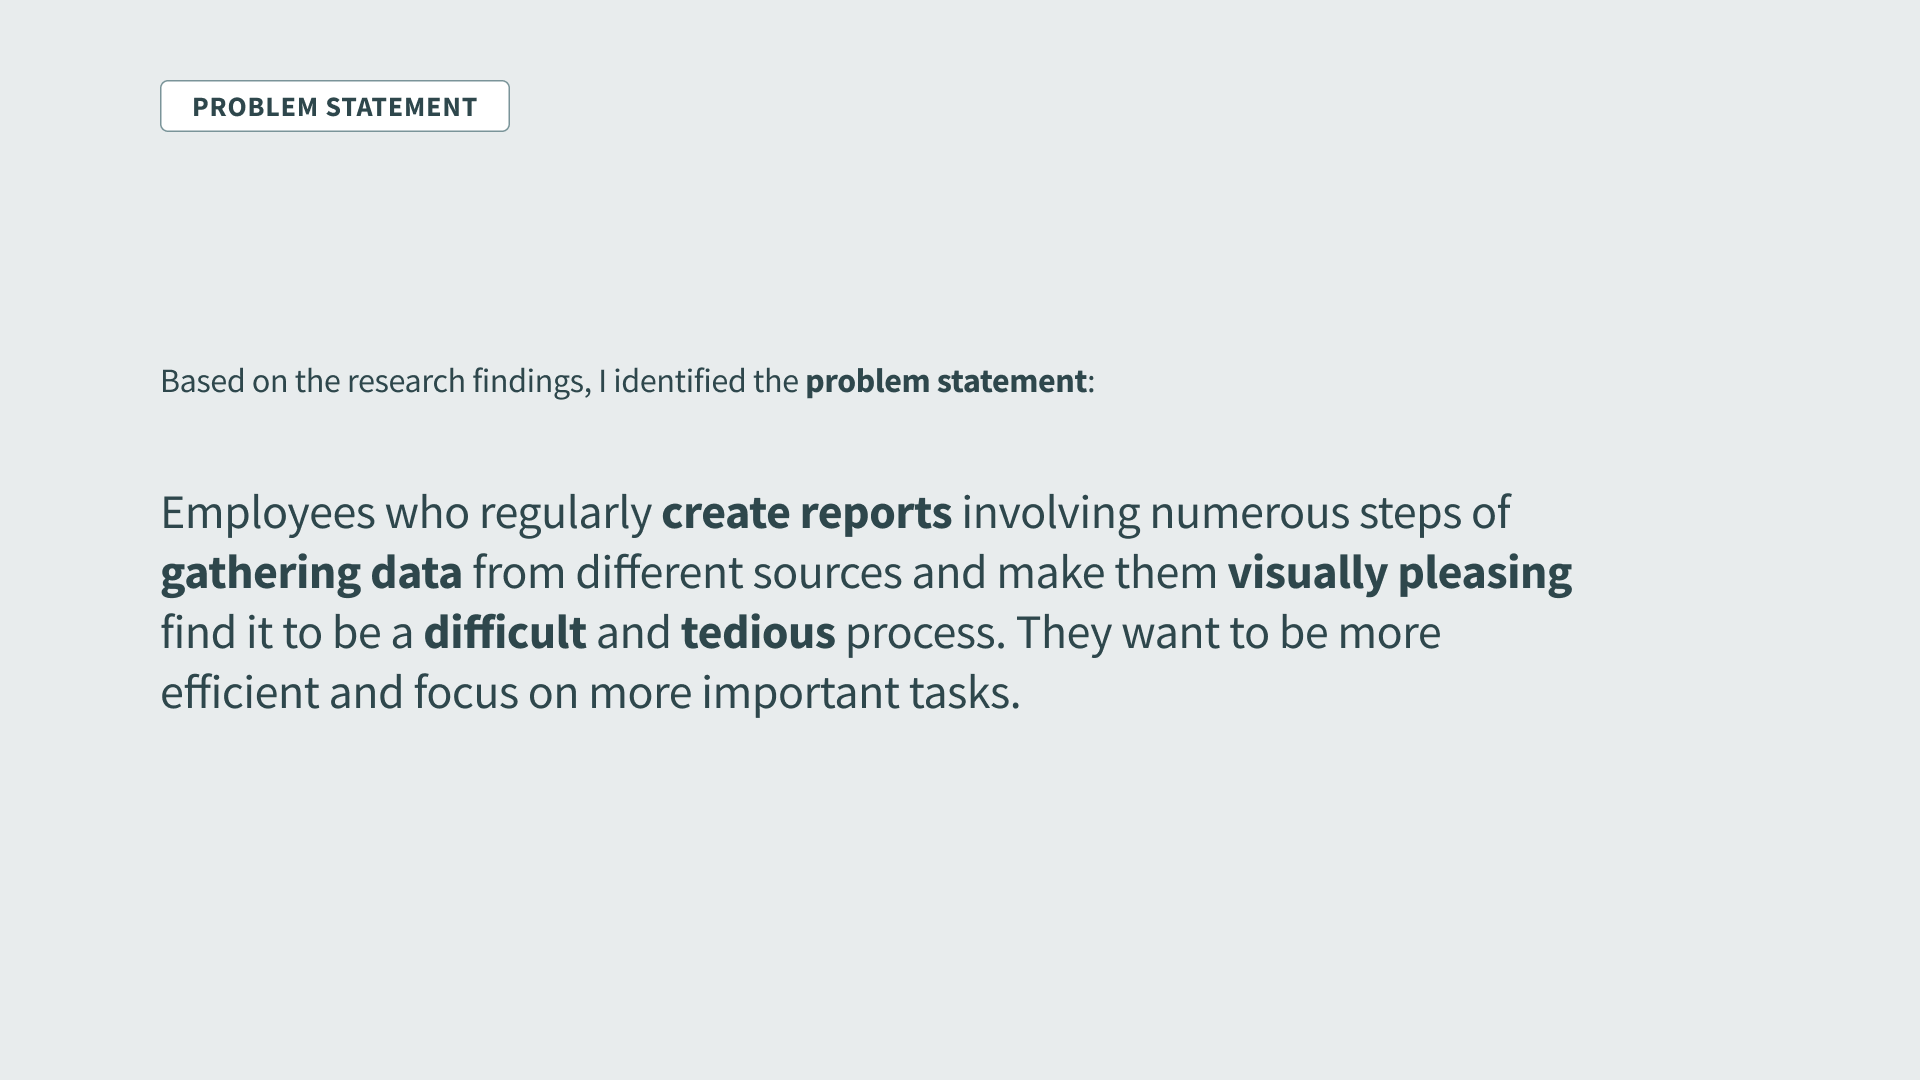 PROBLEM STATEMENT
Based on the research findings, I identified the problem statement:
Employees who regularly create reports involving numerous steps of
gathering data from different sources and make them visually pleasing
find it to be a difficult and tedious process. They want to be more
efficient and focus on more important tasks.